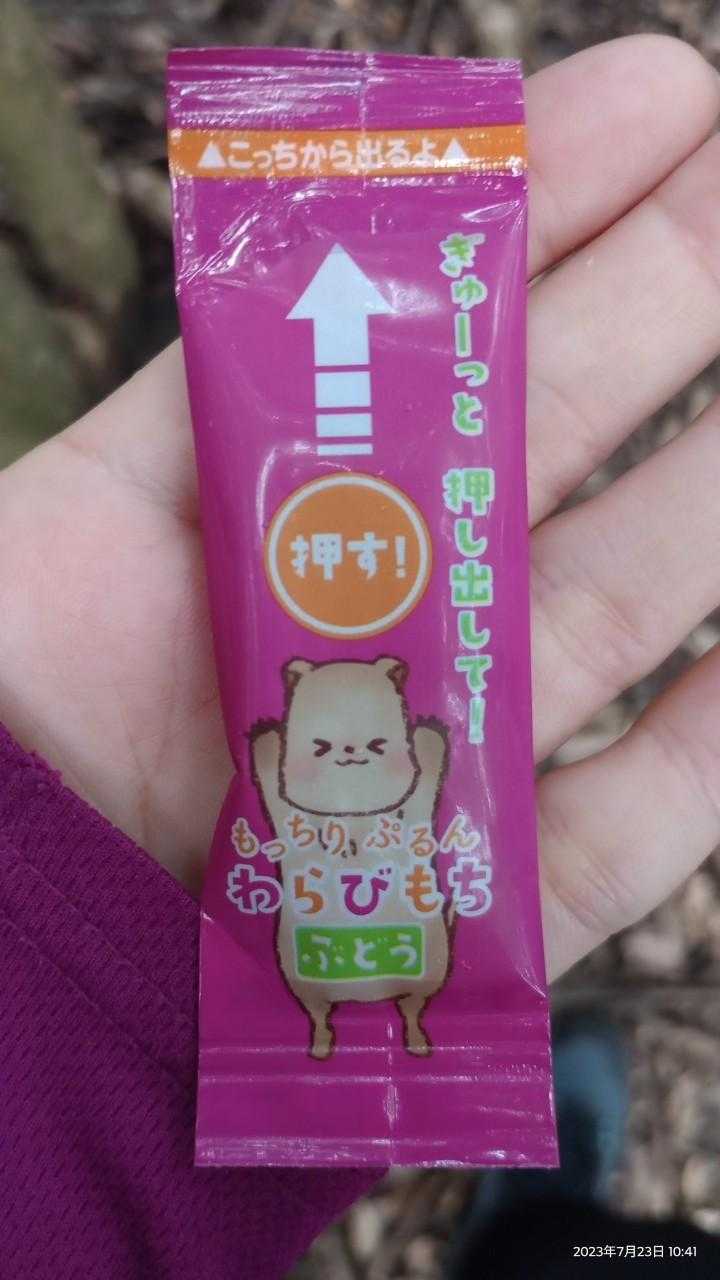 ▲こっちから出るよ▲
ぎゅーっと 押し出して!
押す!
もっちり ぷるん
わらびもち
ぶどう
2023年7月23日 10:41